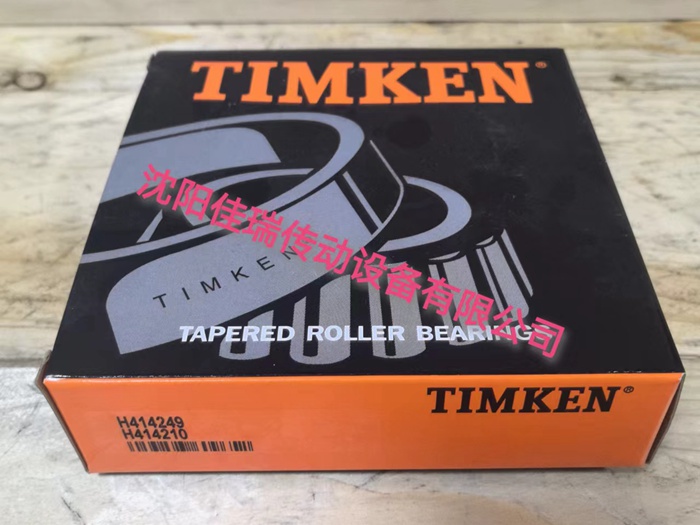 TIMKEN®
TIMKEN
沈阳佳瑞传动设备有限公司
TAPERED ROLLER BEARING
TIMKEN®
H414249
H414210